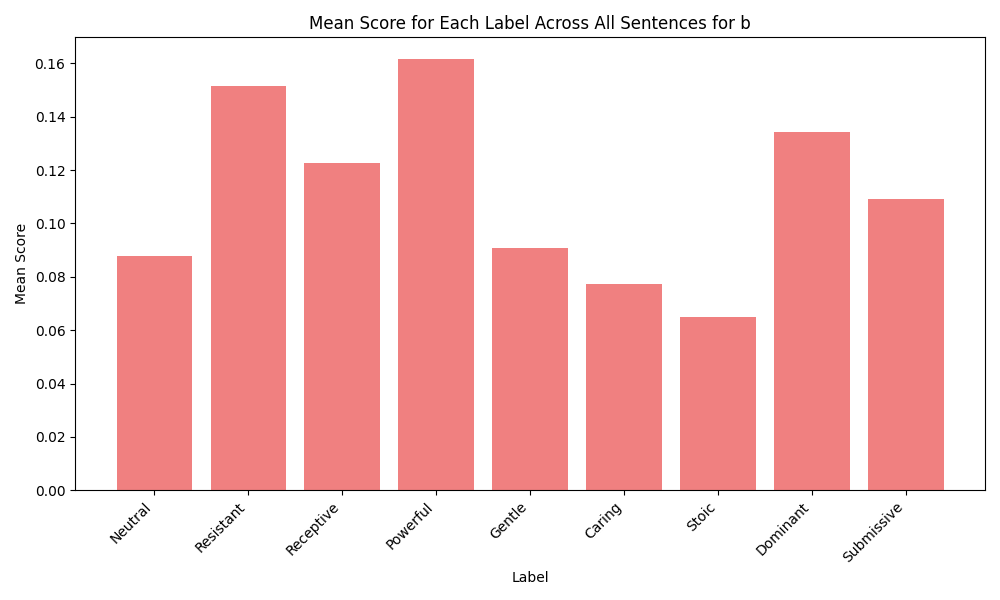 Mean Score for Each Label Across All Sentences for b
Mean Score
0.16
0.14
0.12
0.10
0.08
0.06
0.04
0.02
0.00
Neutral
Resistant
Receptive
Powerful
Gentle
Caring
Stoic
Dominant
Submissive
Label